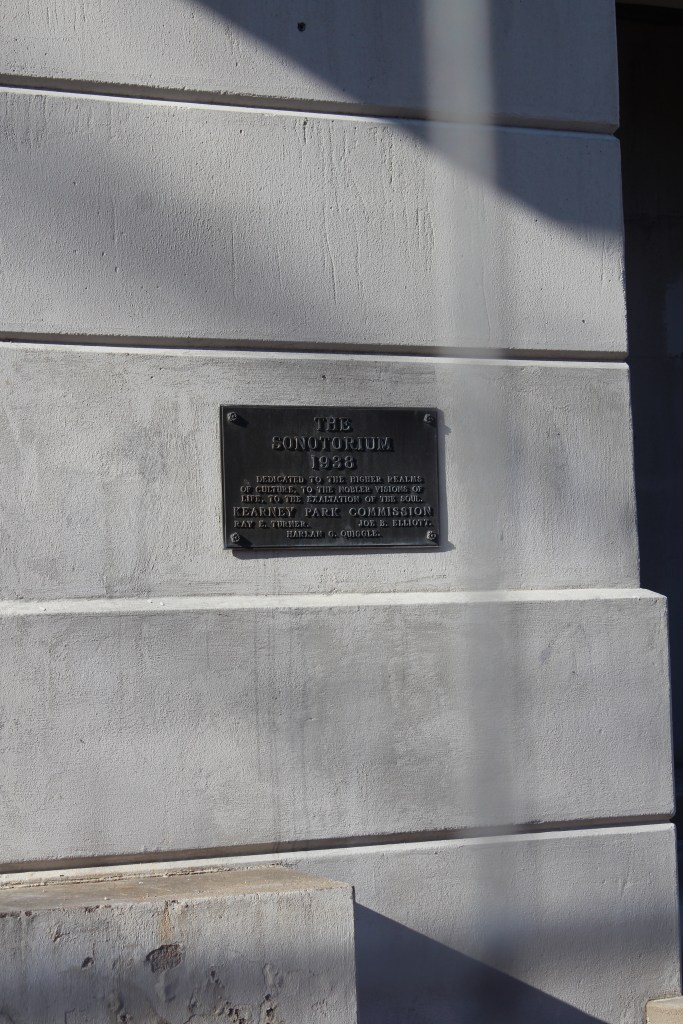 THE
SONOTORIUM
1938
DEDICATED TO THE HIGHER REALMS
OF CULTURE, TO THE NOBLER VISIONS OF
LIFE, TO THE EXALTATION OF THE SOUL.
KEARNEY PARK COMMISSION
RAY E. TURNER. JOE B. ELLIOTT.
HARLAN C. QUIGGLE.